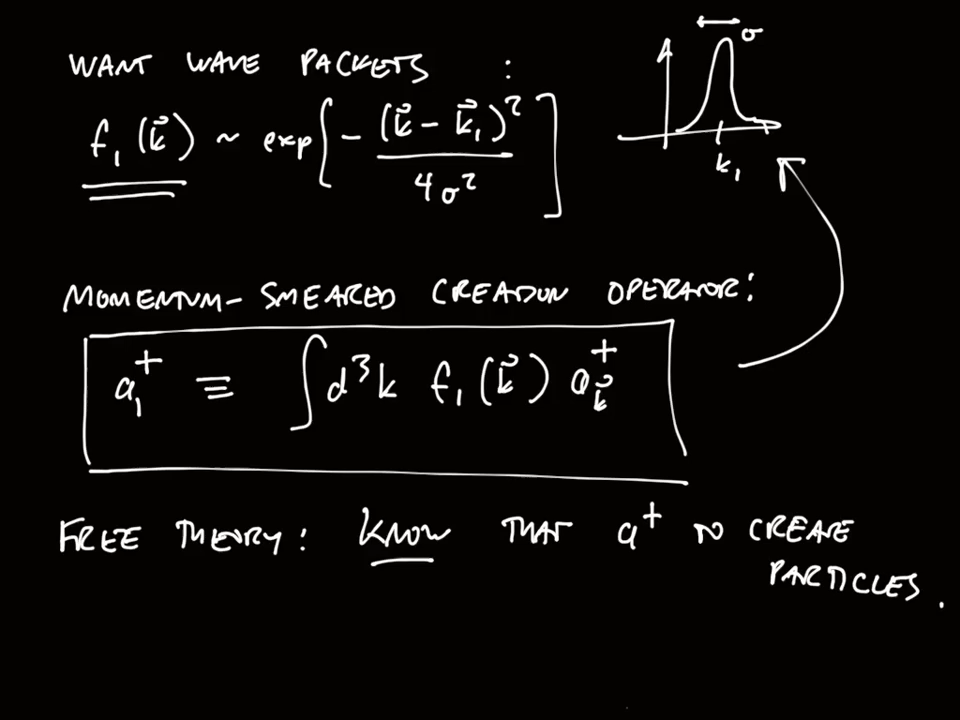 WANT WAVE PACKETS :
σ
f₁(k⃗) ~ exp[ - (k⃗ - k⃗₁)² / 4σ² ]
k₁
MOMENTUM-SMEARED CREATION OPERATOR:
a₁† ≡ ∫d³k f₁(k⃗) a†_k⃗
FREE THEORY: KNOW THAT a† TO CREATE
PARTICLES.